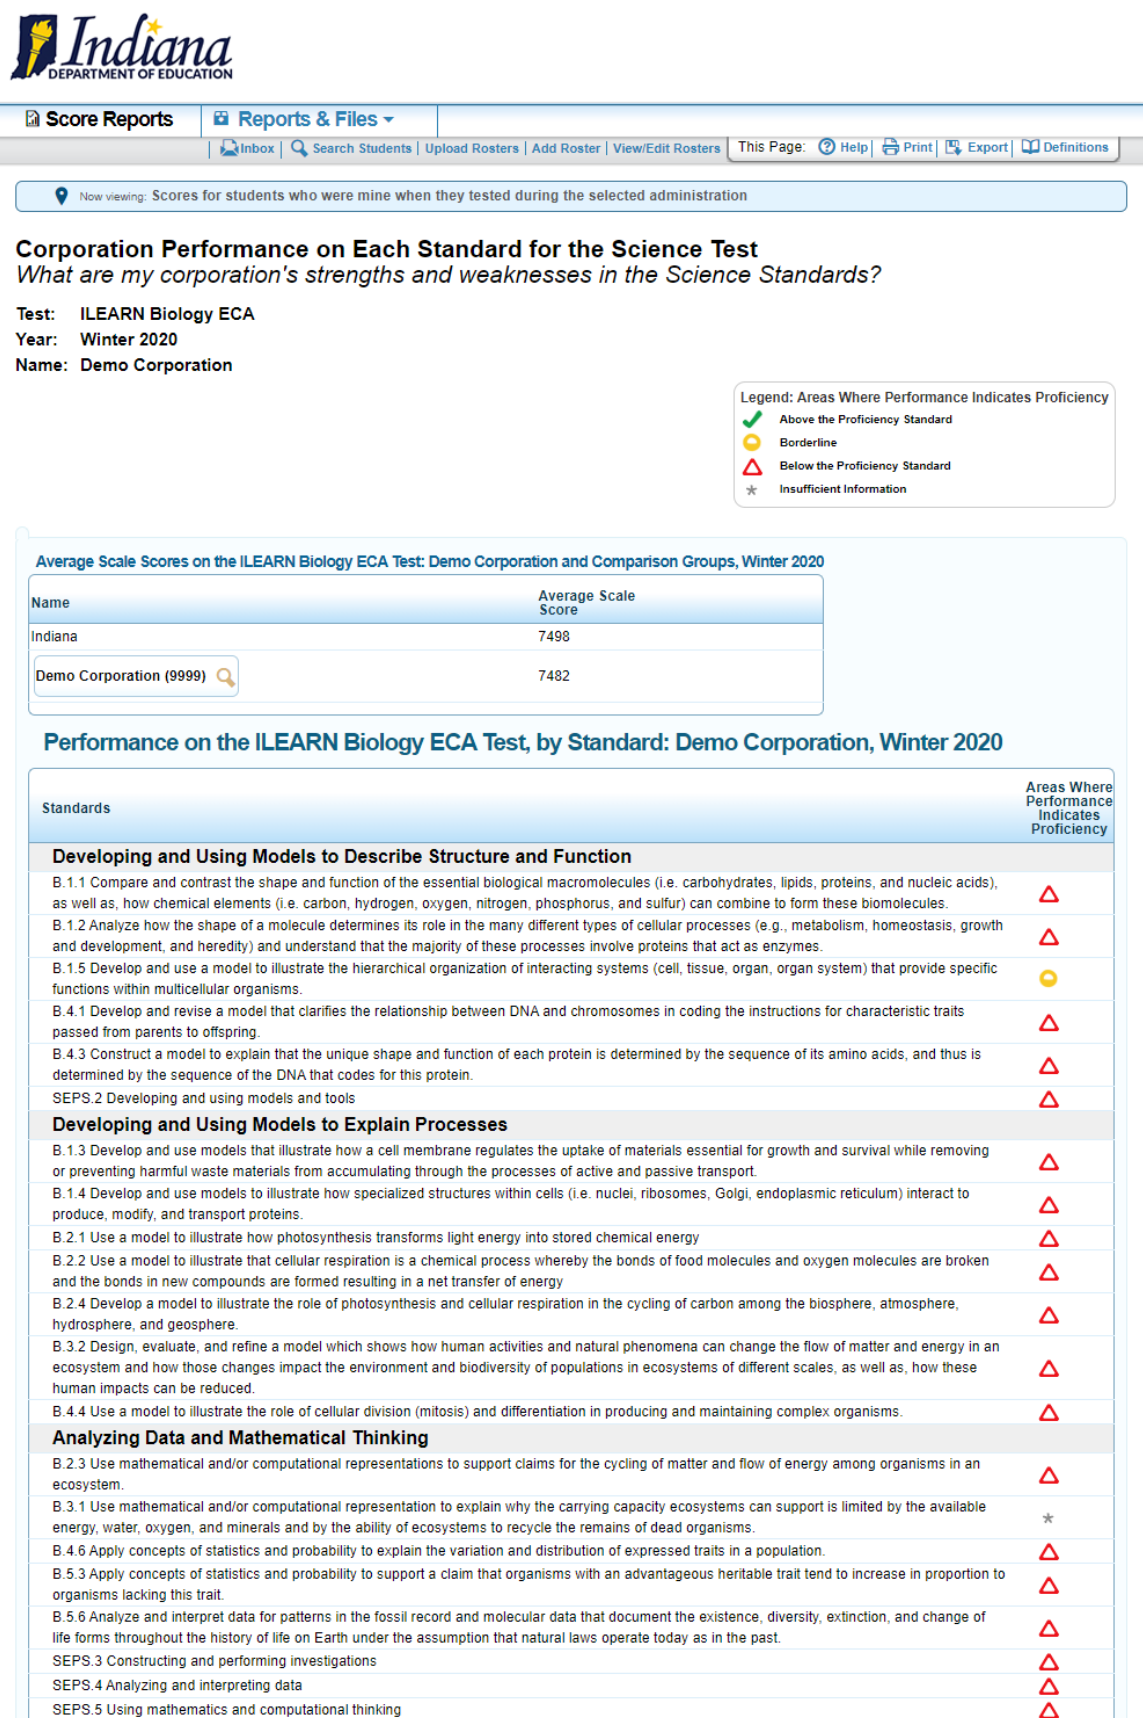 Indiana
DEPARTMENT OF EDUCATION
Score Reports
Reports & Files
Inbox | Search Students | Upload Rosters | Add Roster | View/Edit Rosters
This Page: Help | Print | Export | Definitions
Now viewing: Scores for students who were mine when they tested during the selected administration
Corporation Performance on Each Standard for the Science Test
What are my corporation's strengths and weaknesses in the Science Standards?
Test: ILEARN Biology ECA
Year: Winter 2020
Name: Demo Corporation
Legend: Areas Where Performance Indicates Proficiency
Above the Proficiency Standard
Borderline
Below the Proficiency Standard
* Insufficient Information
Average Scale Scores on the ILEARN Biology ECA Test: Demo Corporation and Comparison Groups, Winter 2020
Name
Average Scale
Score
Indiana 7498
Demo Corporation (9999) 7482
Performance on the ILEARN Biology ECA Test, by Standard: Demo Corporation, Winter 2020
Standards
Areas Where
Performance
Indicates
Proficiency
Developing and Using Models to Describe Structure and Function
B.1.1 Compare and contrast the shape and function of the essential biological macromolecules (i.e. carbohydrates, lipids, proteins, and nucleic acids),
as well as, how chemical elements (i.e. carbon, hydrogen, oxygen, nitrogen, phosphorus, and sulfur) can combine to form these biomolecules.
B.1.2 Analyze how the shape of a molecule determines its role in the many different types of cellular processes (e.g., metabolism, homeostasis, growth
and development, and heredity) and understand that the majority of these processes involve proteins that act as enzymes.
B.1.5 Develop and use a model to illustrate the hierarchical organization of interacting systems (cell, tissue, organ, organ system) that provide specific
functions within multicellular organisms.
B.4.1 Develop and revise a model that clarifies the relationship between DNA and chromosomes in coding the instructions for characteristic traits
passed from parents to offspring.
B.4.3 Construct a model to explain that the unique shape and function of each protein is determined by the sequence of its amino acids, and thus is
determined by the sequence of the DNA that codes for this protein.
SEPS.2 Developing and using models and tools
Developing and Using Models to Explain Processes
B.1.3 Develop and use models that illustrate how a cell membrane regulates the uptake of materials essential for growth and survival while removing
or preventing harmful waste materials from accumulating through the processes of active and passive transport.
B.1.4 Develop and use models to illustrate how specialized structures within cells (i.e. nuclei, ribosomes, Golgi, endoplasmic reticulum) interact to
produce, modify, and transport proteins.
B.2.1 Use a model to illustrate how photosynthesis transforms light energy into stored chemical energy
B.2.2 Use a model to illustrate that cellular respiration is a chemical process whereby the bonds of food molecules and oxygen molecules are broken
and the bonds in new compounds are formed resulting in a net transfer of energy
B.2.4 Develop a model to illustrate the role of photosynthesis and cellular respiration in the cycling of carbon among the biosphere, atmosphere,
hydrosphere, and geosphere.
B.3.2 Design, evaluate, and refine a model which shows how human activities and natural phenomena can change the flow of matter and energy in an
ecosystem and how those changes impact the environment and biodiversity of populations in ecosystems of different scales, as well as, how these
human impacts can be reduced.
B.4.4 Use a model to illustrate the role of cellular division (mitosis) and differentiation in producing and maintaining complex organisms.
Analyzing Data and Mathematical Thinking
B.2.3 Use mathematical and/or computational representations to support claims for the cycling of matter and flow of energy among organisms in an
ecosystem.
B.3.1 Use mathematical and/or computational representation to explain why the carrying capacity ecosystems can support is limited by the available
energy, water, oxygen, and minerals and by the ability of ecosystems to recycle the remains of dead organisms. *
B.4.6 Apply concepts of statistics and probability to explain the variation and distribution of expressed traits in a population.
B.5.3 Apply concepts of statistics and probability to support a claim that organisms with an advantageous heritable trait tend to increase in proportion to
organisms lacking this trait.
B.5.6 Analyze and interpret data for patterns in the fossil record and molecular data that document the existence, diversity, extinction, and change of
life forms throughout the history of life on Earth under the assumption that natural laws operate today as in the past.
SEPS.3 Constructing and performing investigations
SEPS.4 Analyzing and interpreting data
SEPS.5 Using mathematics and computational thinking